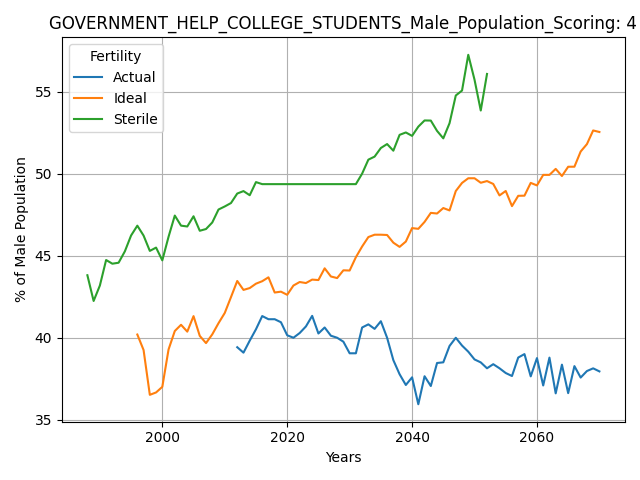 GOVERNMENT_HELP_COLLEGE_STUDENTS_Male_Population_Scoring: 4
Fertility
Actual
Ideal
Sterile
% of Male Population
55
50
45
40
35
2000
2020
2040
2060
Years